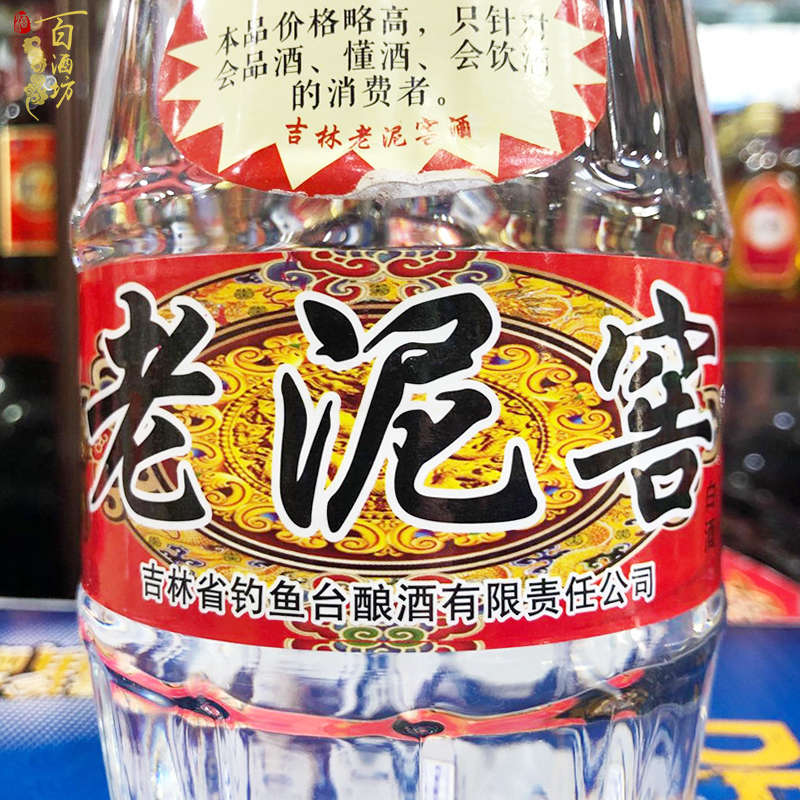 酒
百酒坊
本品价格略高，只针对
会品酒、懂酒、会饮酒
的消费者。
吉林老泥窖酒
老泥窖
白酒
吉林省钓鱼台酿酒有限责任公司